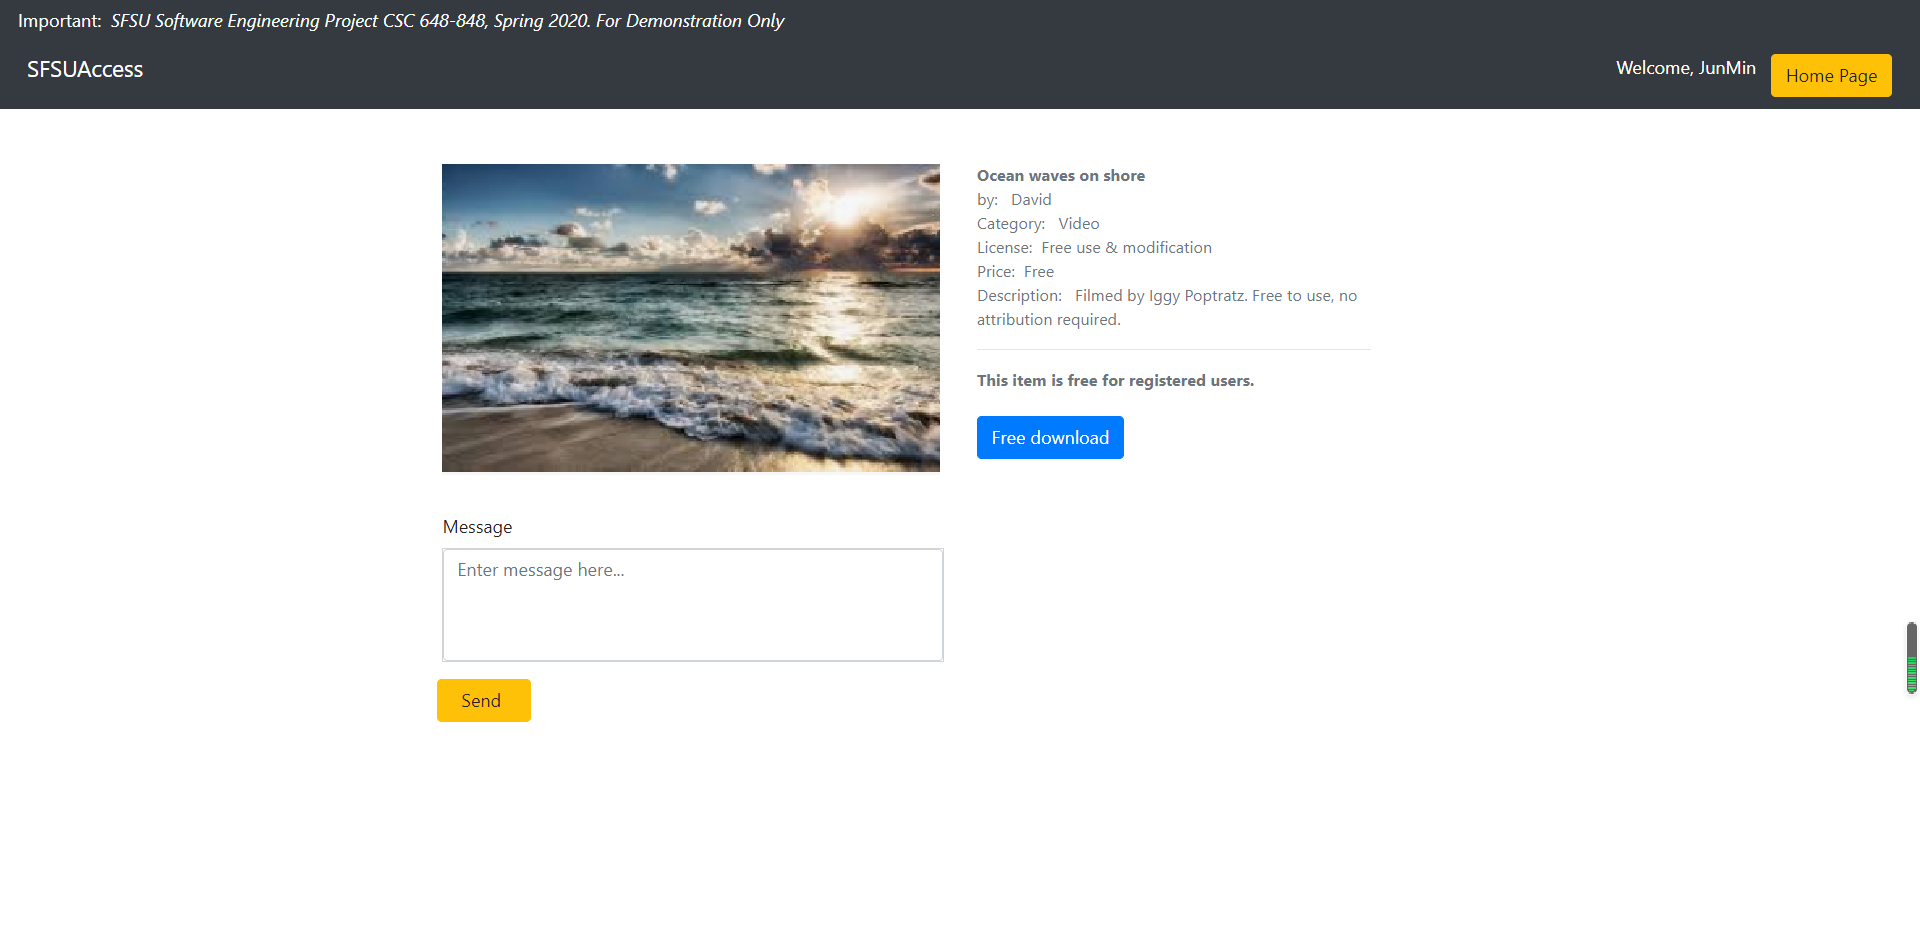 Important: SFSU Software Engineering Project CSC 648-848, Spring 2020. For Demonstration Only
SFSUAccess
Welcome, JunMin
Home Page
Ocean waves on shore
by: David
Category: Video
License: Free use & modification
Price: Free
Description: Filmed by Iggy Poptratz. Free to use, no
attribution required.
This item is free for registered users.
Free download
Message
Enter message here...
Send